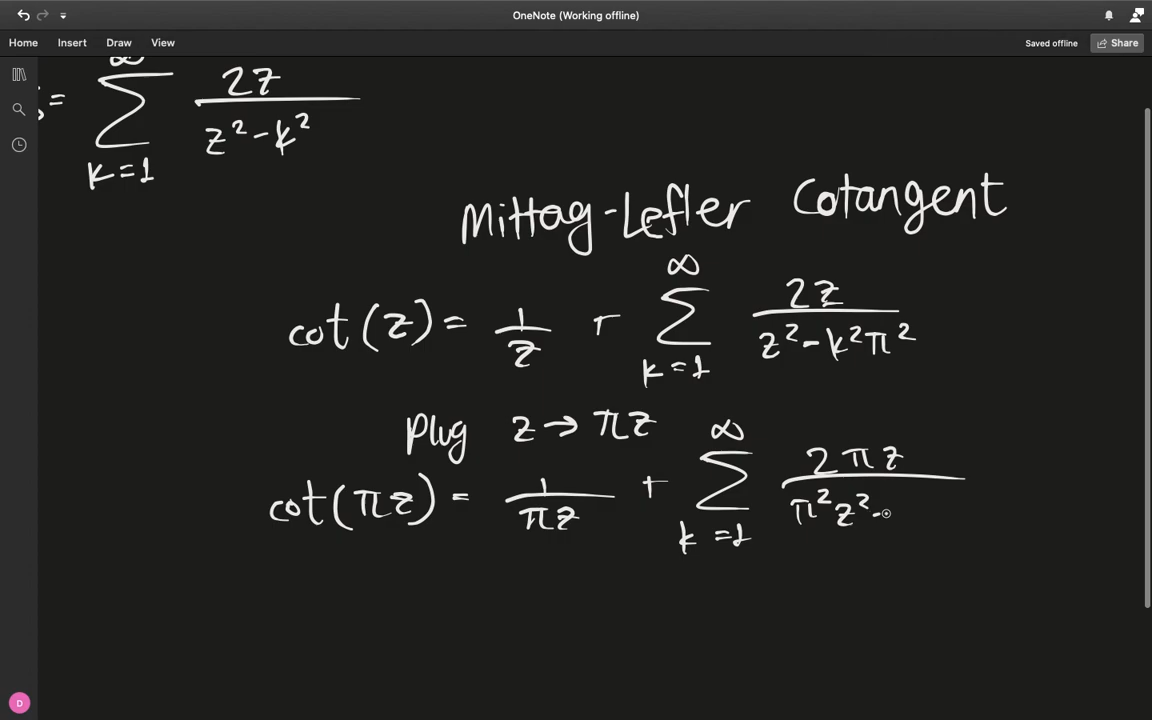 OneNote (Working offline)
Home Insert Draw View
Saved offline Share
= ∞ ∑ k=1 2z / z² - k²
Mittag-Lefler Cotangent
cot(z) = 1/z + ∞ ∑ k=1 2z / z² - k²π²
Plug z → πz
cot(πz) = 1/πz + ∞ ∑ k=1 2πz / π²z² -
D